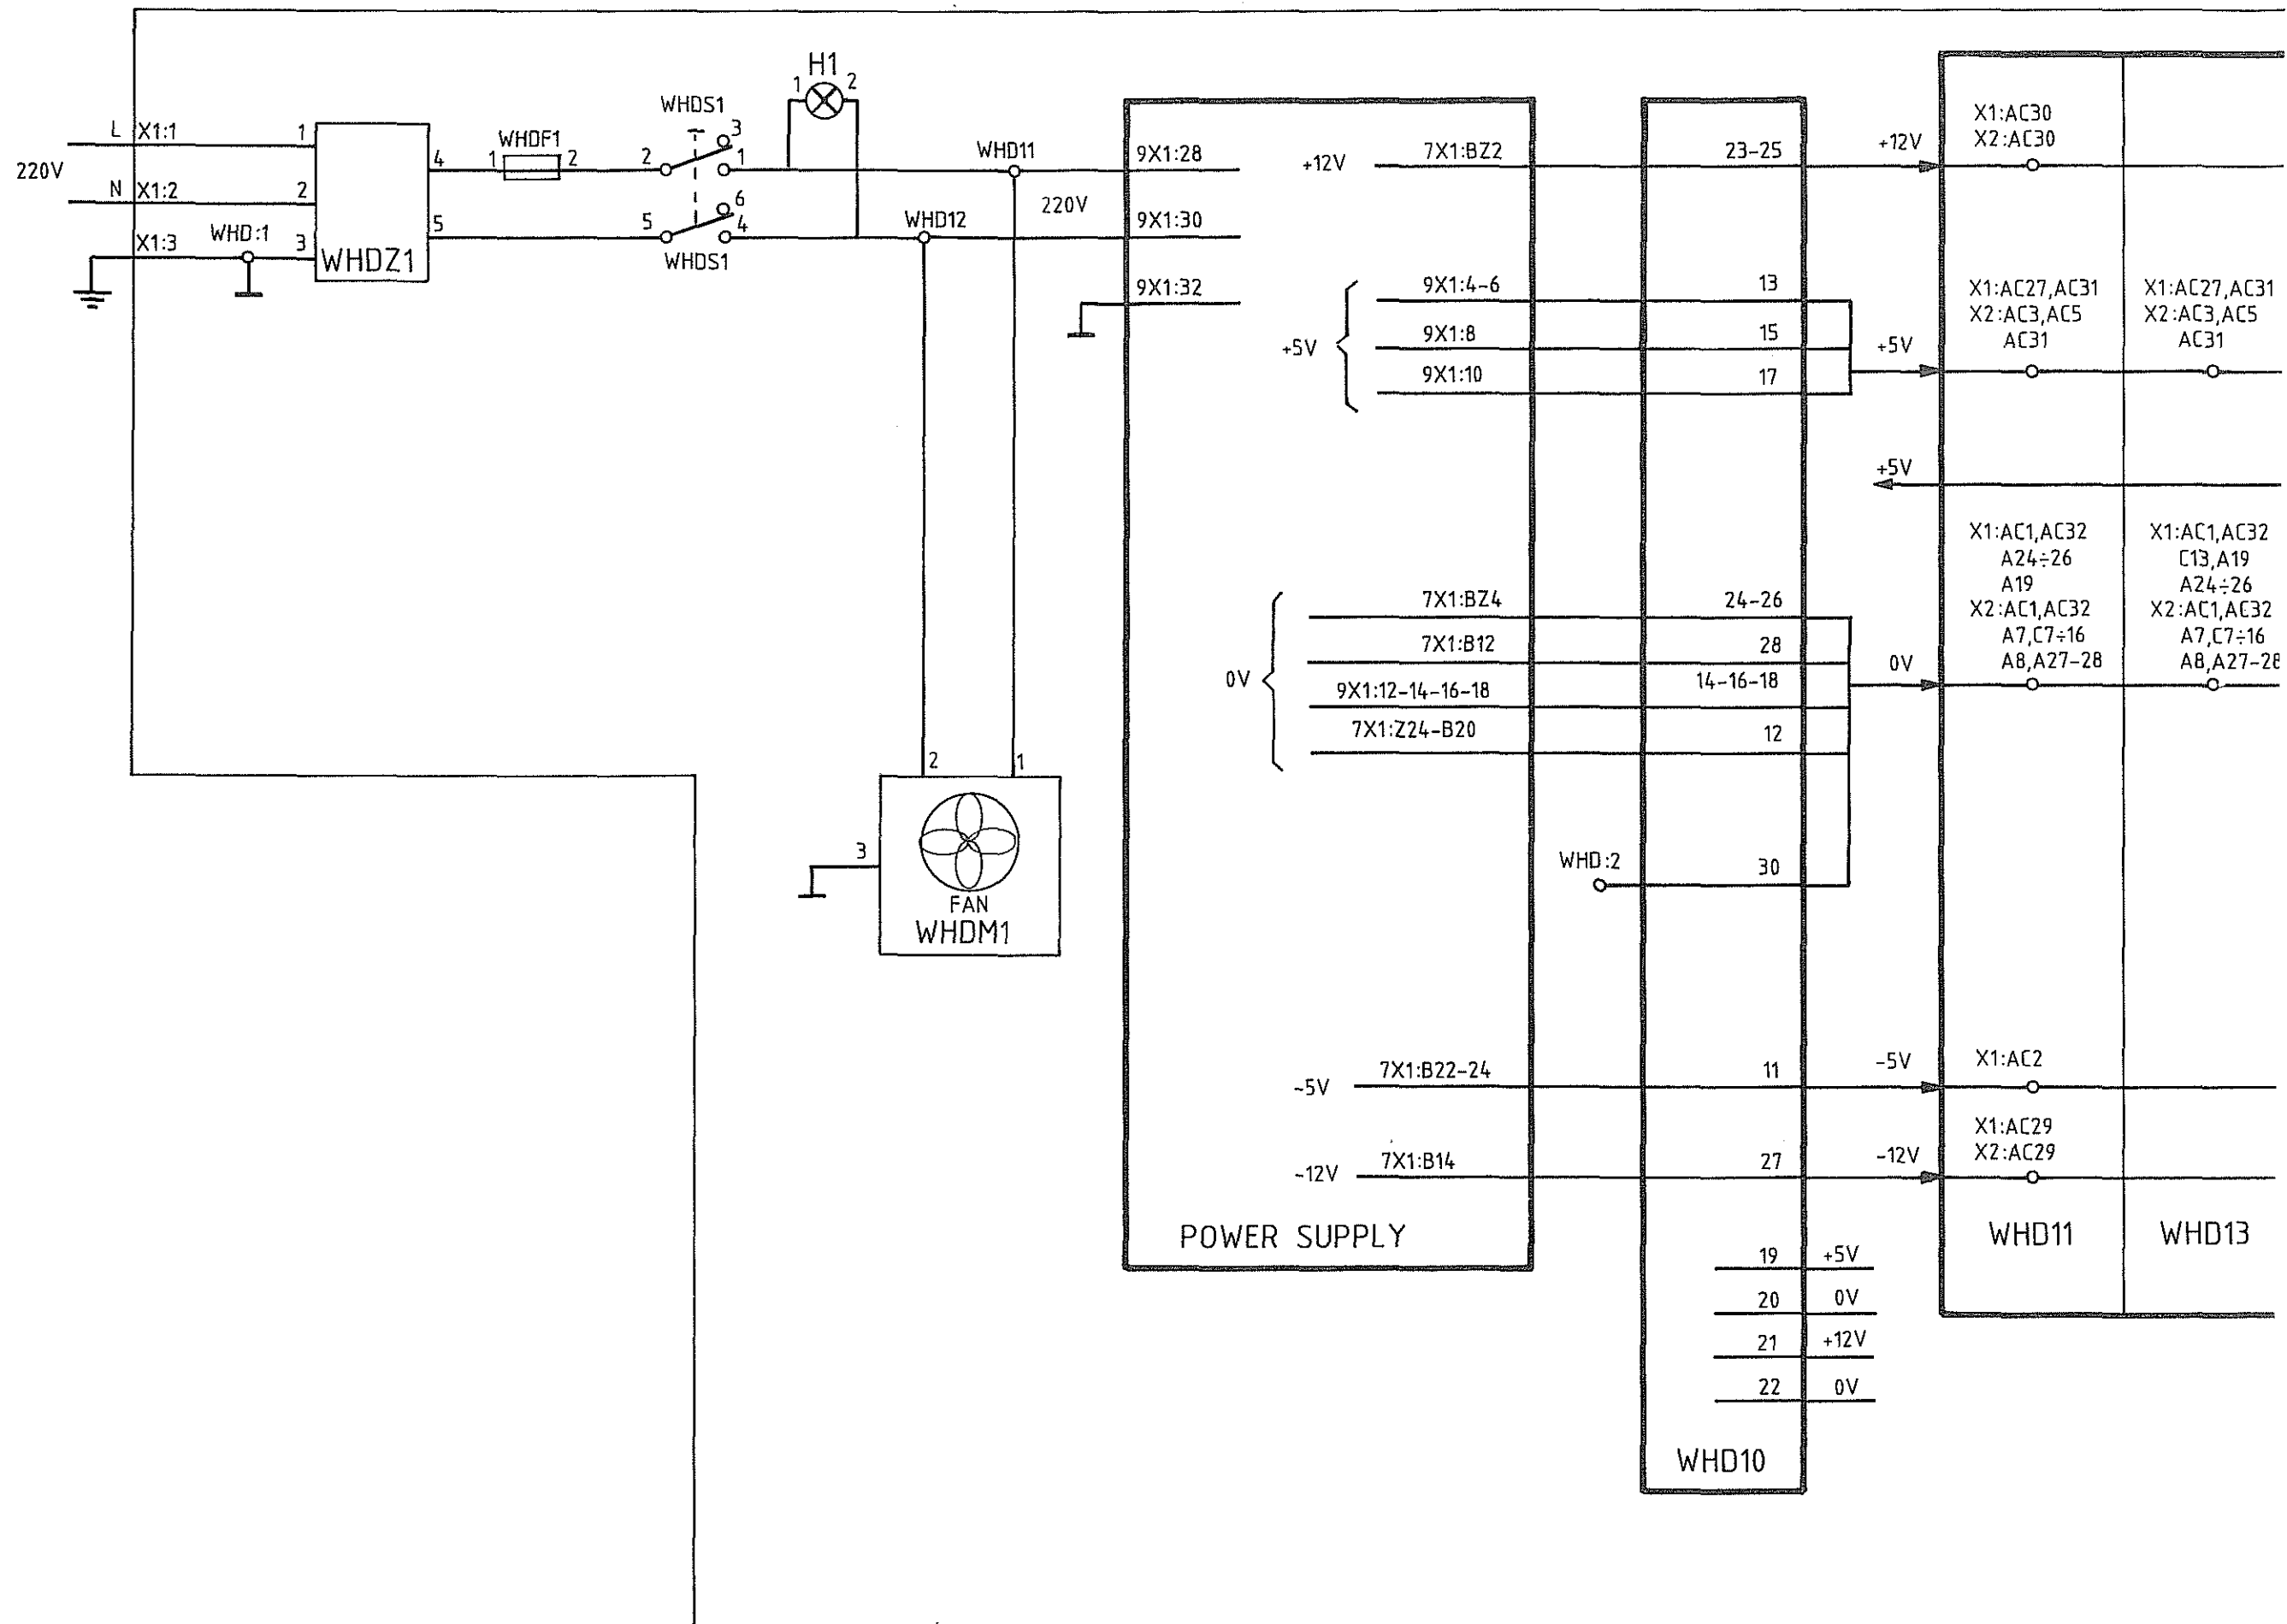 H1
1 2
WHDS1
L X1:1 1
WHDF1
3
4 1 2 2 1
220V
N X1:2 2
X1:3 WHD:1 3
WHDZ1
5 5 6 4
WHDS1
WHD11
WHD12
220V
9X1:28
9X1:30
9X1:32
+12V 7X1:BZ2 23-25 +12V
+5V
9X1:4-6 13
9X1:8 15
9X1:10 17
+5V
+5V
0V
7X1:BZ4 24-26
7X1:B12 28
9X1:12-14-16-18 14-16-18
7X1:Z24-B20 12
0V
WHD:2 30
2 1
3
FAN
WHDM1
-5V 7X1:B22-24 11 -5V
-12V 7X1:B14 27 -12V
POWER SUPPLY
19 +5V
20 0V
21 +12V
22 0V
WHD10
X1:AC30
X2:AC30
X1:AC27,AC31
X2:AC3,AC5
AC31
X1:AC1,AC32
A24÷26
A19
X2:AC1,AC32
A7,C7÷16
A8,A27-28
X1:AC2
X1:AC29
X2:AC29
WHD11
X1:AC27,AC31
X2:AC3,AC5
AC31
X1:AC1,AC32
C13,A19
A24÷26
X2:AC1,AC32
A7,C7÷16
A8,A27-28
WHD13